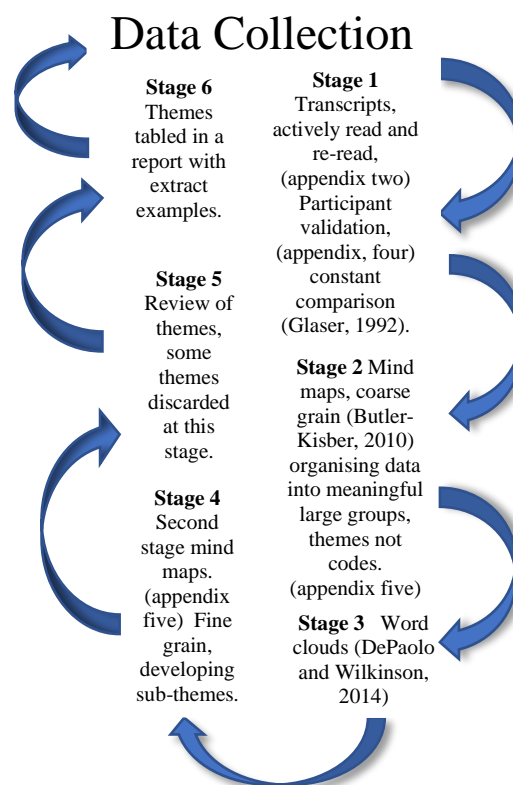 Data Collection
Stage 1
Transcripts,
actively read and
re-read,
(appendix two)
Participant
validation,
(appendix, four)
constant
comparison
(Glaser, 1992).
Stage 2 Mind
maps, coarse
grain (Butler-
Kisber, 2010)
organising data
into meaningful
large groups,
themes not
codes.
(appendix five)
Stage 3 Word
clouds (DePaolo
and Wilkinson,
2014)
Stage 4
Second
stage mind
maps.
(appendix
five) Fine
grain,
developing
sub-themes.
Stage 5
Review of
themes,
some
themes
discarded
at this
stage.
Stage 6
Themes
tabled in a
report with
extract
examples.